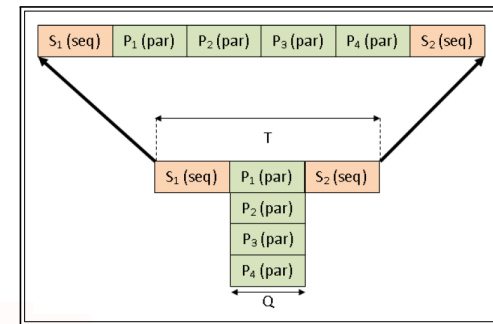 S₁ (seq) P₁ (par) P₂ (par) P₃ (par) P₄ (par) S₂ (seq)
T
S₁ (seq) P₁ (par) S₂ (seq)
P₂ (par)
P₃ (par)
P₄ (par)
Q